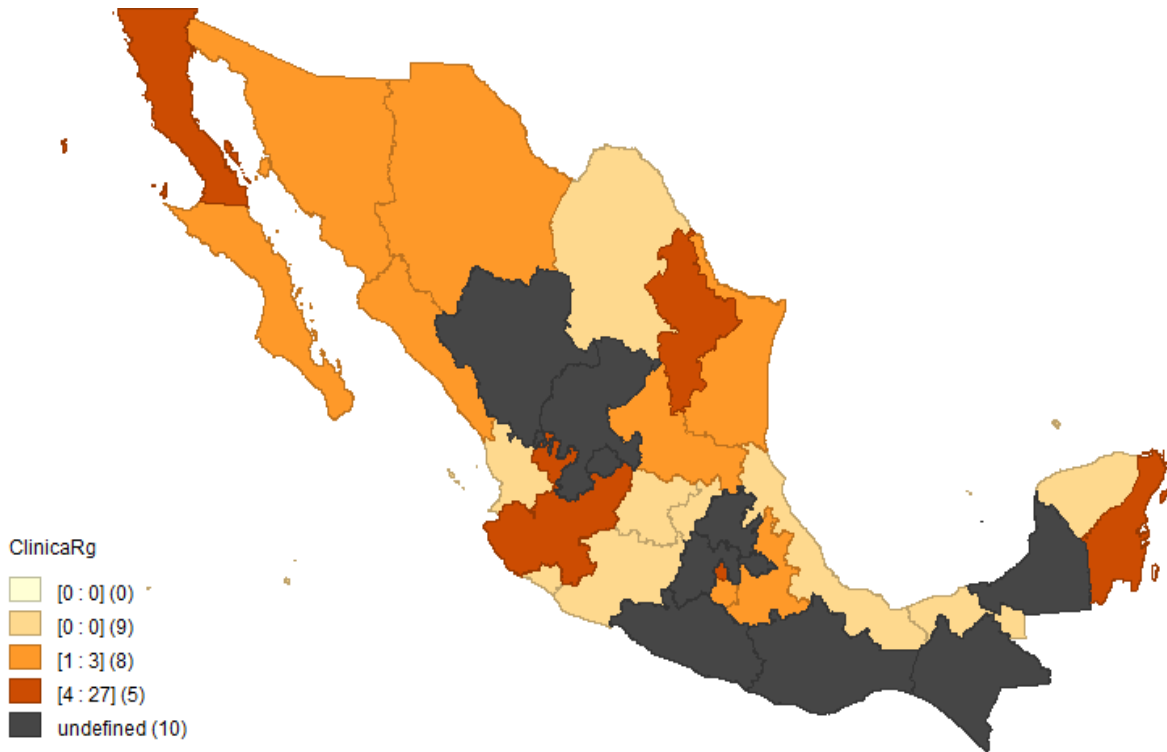 ClinicaRg
[0 : 0] (0)
[0 : 0] (9)
[1 : 3] (8)
[4 : 27] (5)
undefined (10)